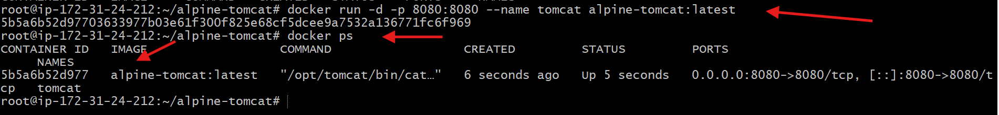 root@ip-172-31-24-212:~/alpine-tomcat# docker run -d -p 8080:8080 --name tomcat alpine-tomcat:latest
5b5a6b52d97703633977b03e61f300f825e68cf5dcee9a7532a136771fc6f969
root@ip-172-31-24-212:~/alpine-tomcat# docker ps
CONTAINER ID   IMAGE                  COMMAND                  CREATED         STATUS         PORTS
     NAMES
5b5a6b52d977   alpine-tomcat:latest   "/opt/tomcat/bin/cat…"   6 seconds ago   Up 5 seconds   0.0.0.0:8080->8080/tcp, [::]:8080->8080/t
cp   tomcat
root@ip-172-31-24-212:~/alpine-tomcat#